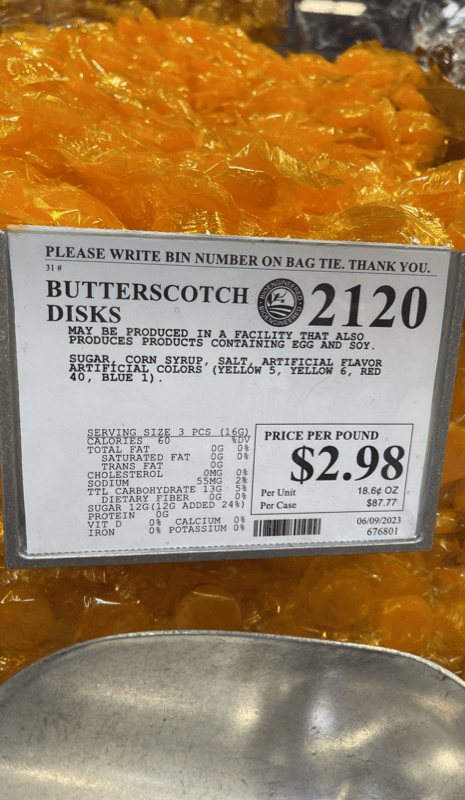 PLEASE WRITE BIN NUMBER ON BAG TIE. THANK YOU.
31 #
BUTTERSCOTCH
DISKS
BIOENGINEERED
BIOENGINEERED
2120
MAY BE PRODUCED IN A FACILITY THAT ALSO
PRODUCES PRODUCTS CONTAINING EGG AND SOY.
SUGAR, CORN SYRUP, SALT, ARTIFICIAL FLAVOR
ARTIFICIAL COLORS (YELLOW 5, YELLOW 6, RED
40, BLUE 1).
SERVING SIZE 3 PCS (16G)
CALORIES 60 %DV
TOTAL FAT 0G 0%
SATURATED FAT 0G 0%
TRANS FAT 0G
CHOLESTEROL 0MG 0%
SODIUM 55MG 2%
TTL CARBOHYDRATE 13G 5%
DIETARY FIBER 0G 0%
SUGAR 12G(12G ADDED 24%)
PROTEIN 0G
VIT D 0% CALCIUM 0%
IRON 0% POTASSIUM 0%
PRICE PER POUND
$2.98
Per Unit 18.6¢ OZ
Per Case $87.77
06/09/2023
676801